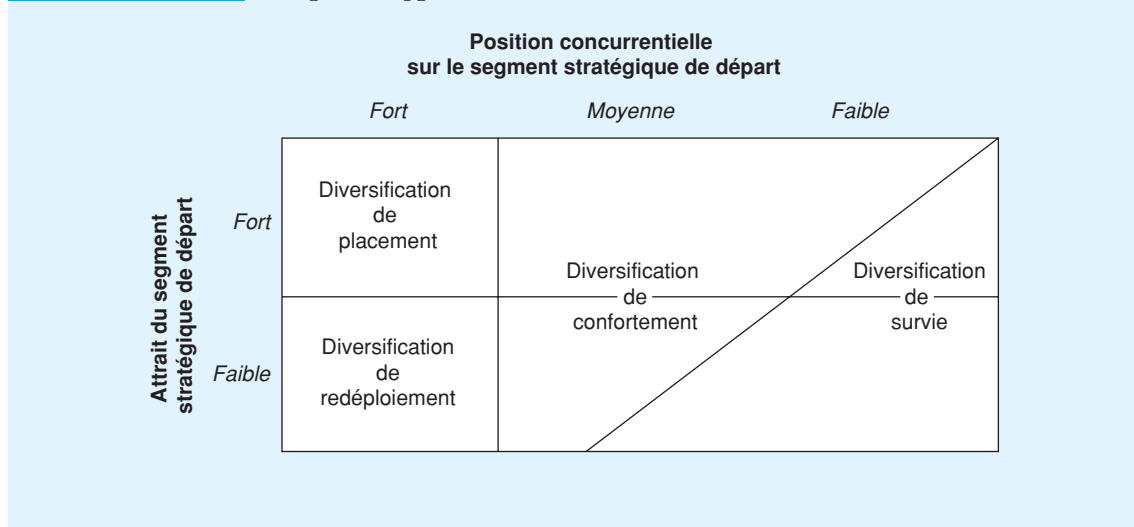 Position concurrentielle
sur le segment stratégique de départ
Fort Moyenne Faible
Attrait du segment
stratégique de départ
Fort
Diversification
de
placement
Diversification
de
confortement
Diversification
de
survie
Faible
Diversification
de
redéploiement